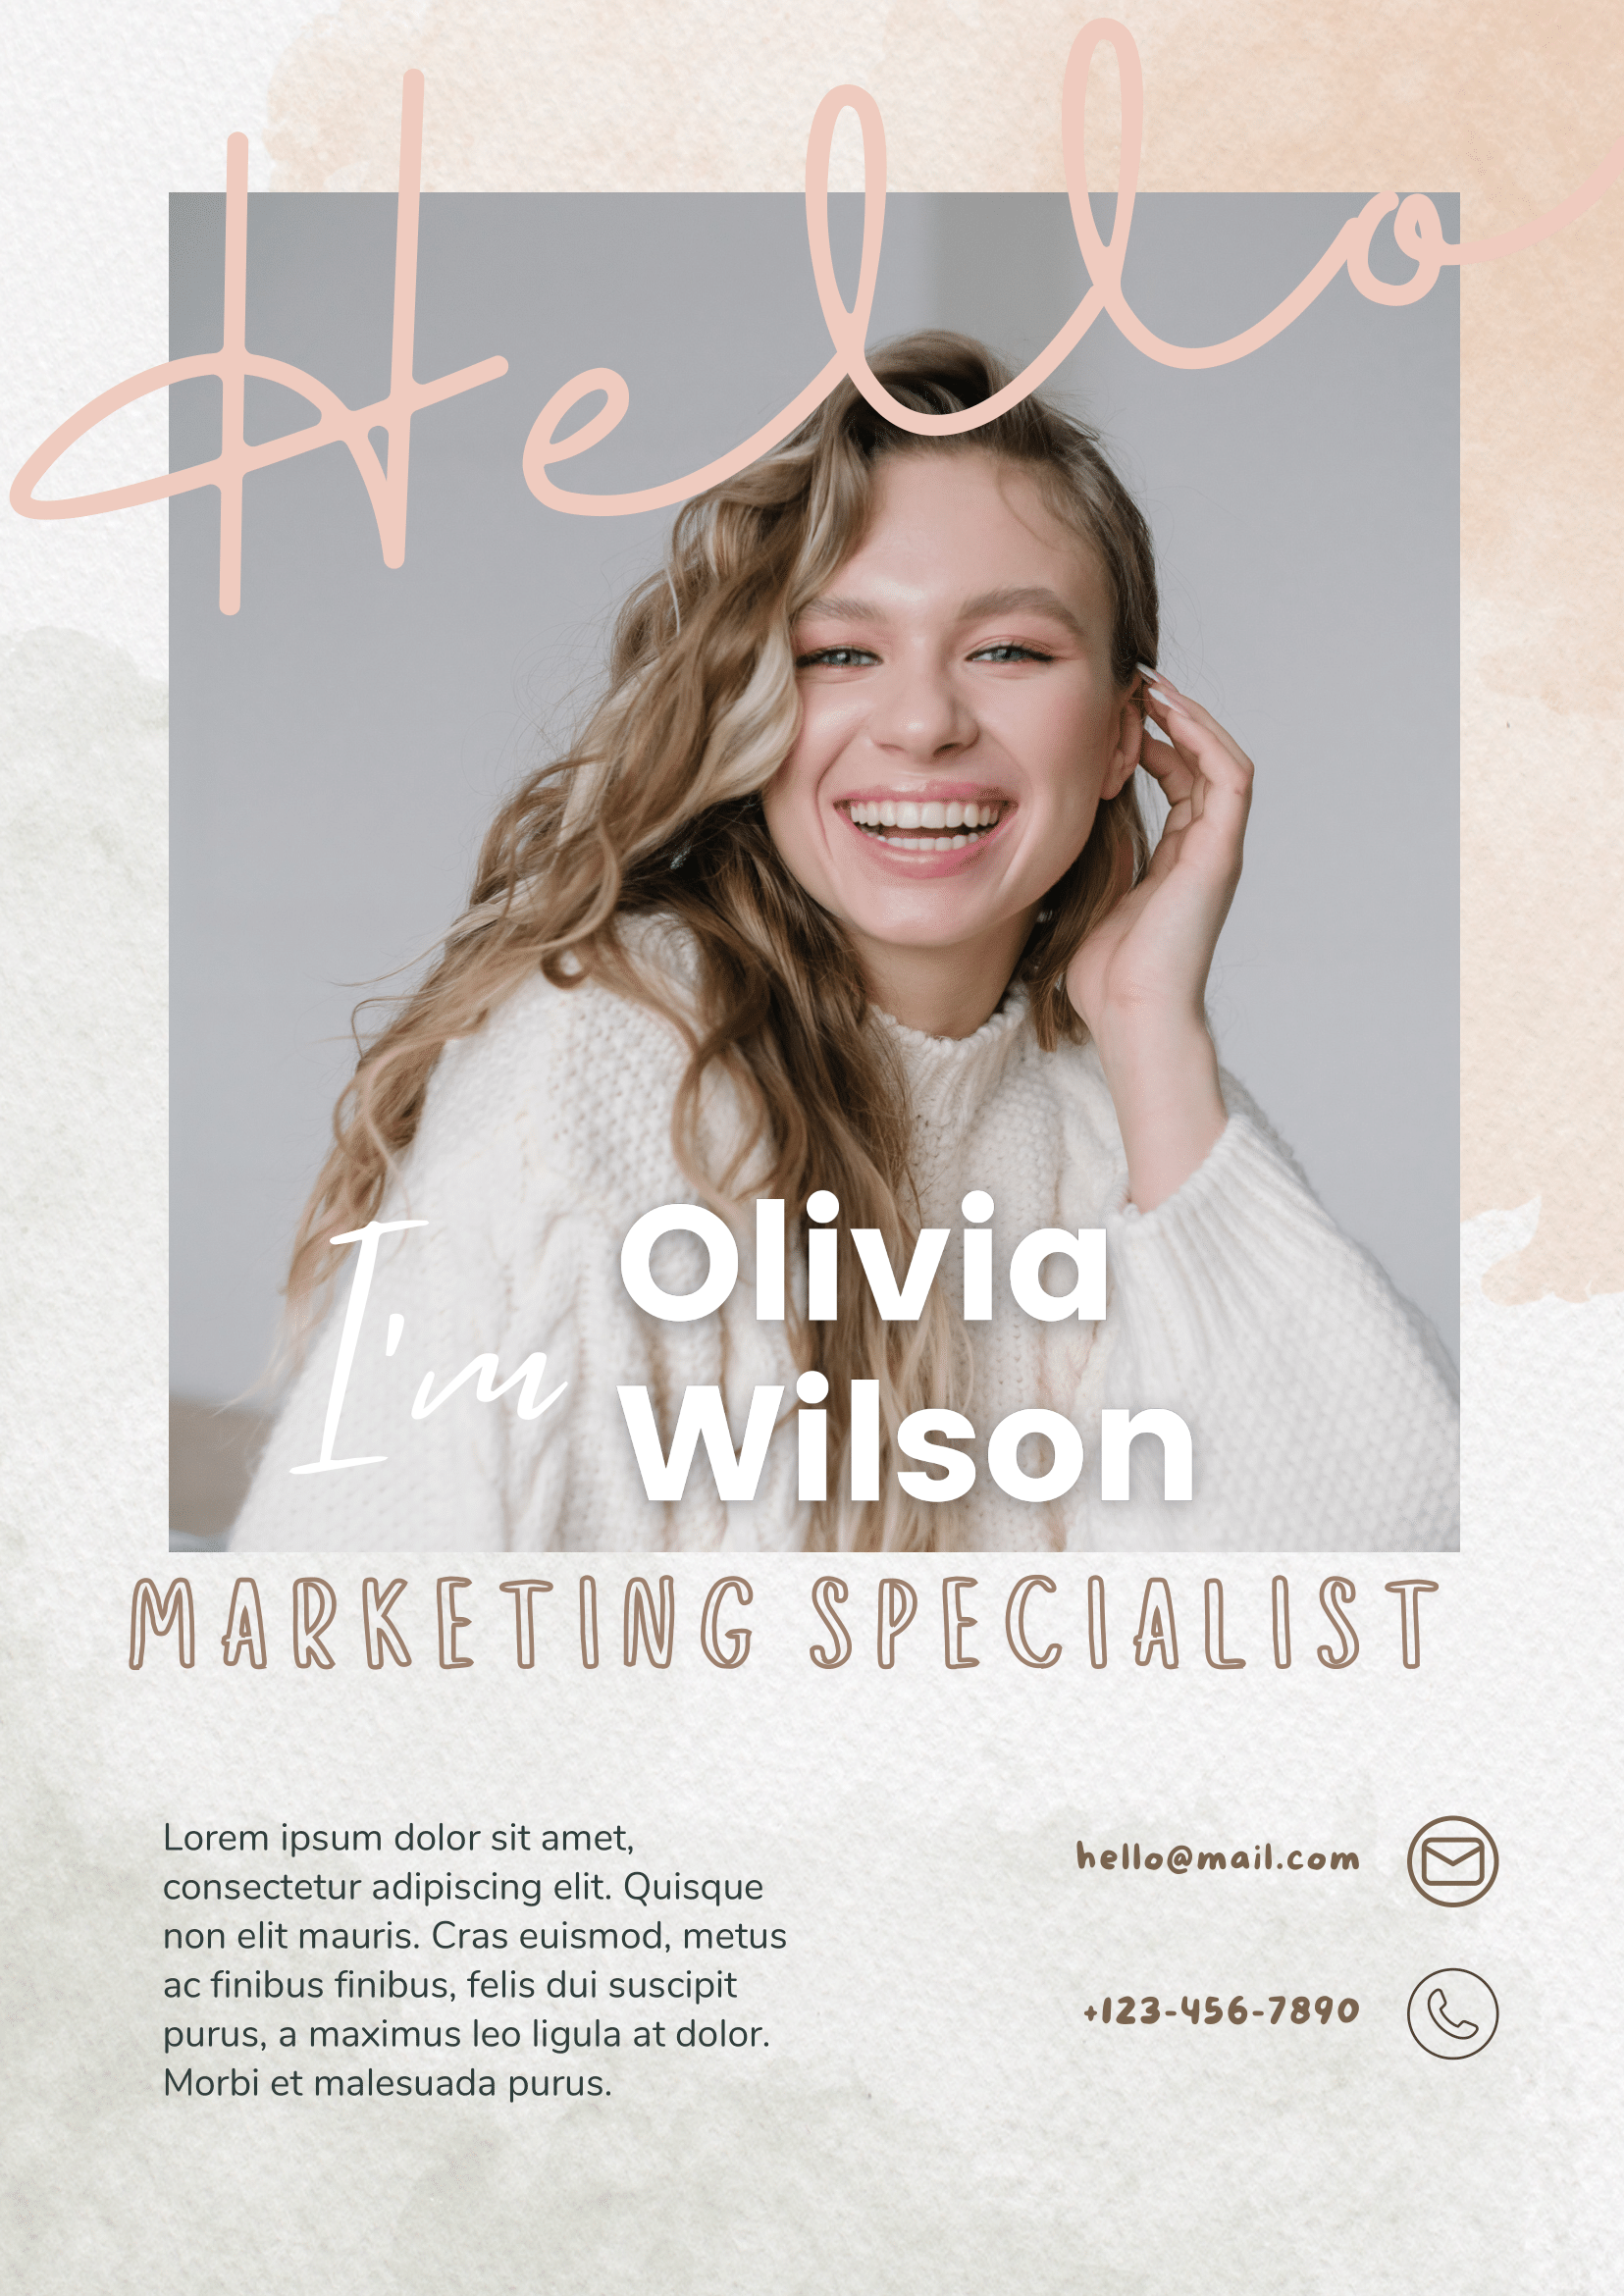 Hello
I'm
Olivia
Wilson
MARKETING SPECIALIST
Lorem ipsum dolor sit amet,
consectetur adipiscing elit. Quisque
non elit mauris. Cras euismod, metus
ac finibus finibus, felis dui suscipit
purus, a maximus leo ligula at dolor.
Morbi et malesuada purus.
hello@mail.com
+123-456-7890